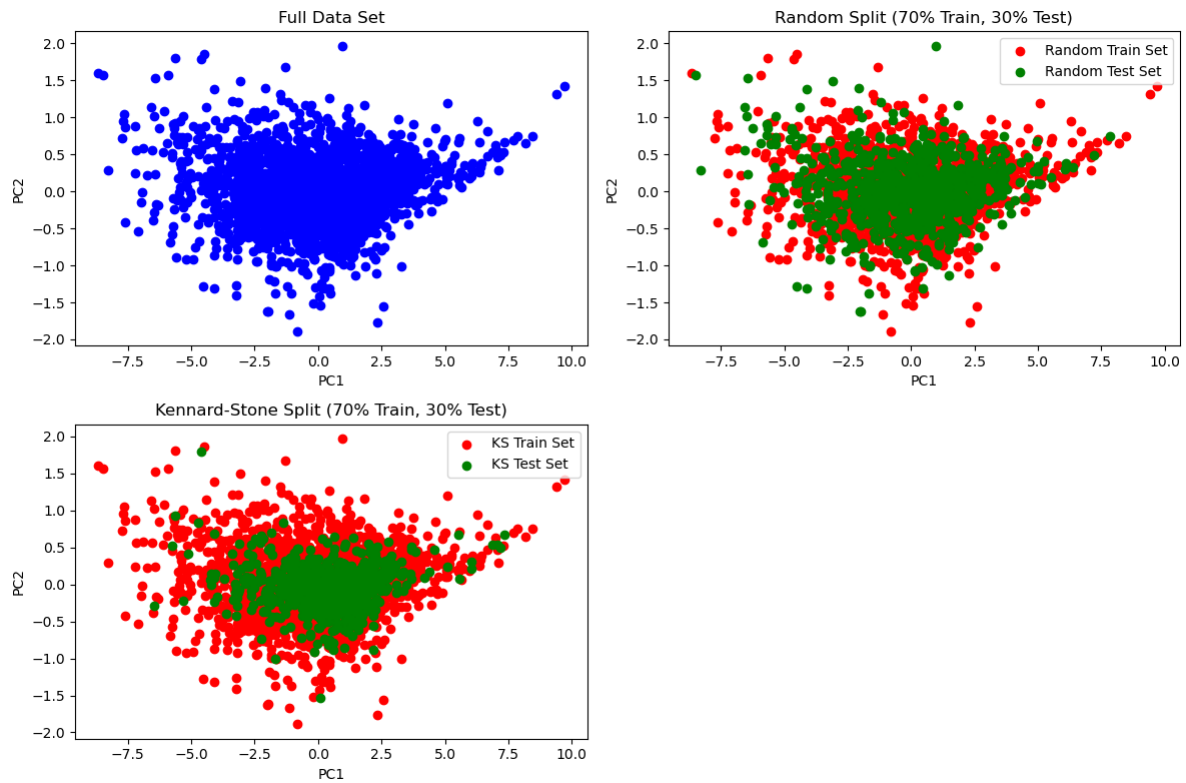 Full Data Set
2.0
1.5
1.0
0.5
0.0
−0.5
−1.0
−1.5
−2.0
PC2
−7.5 −5.0 −2.5 0.0 2.5 5.0 7.5 10.0
PC1
Random Split (70% Train, 30% Test)
Random Train Set
Random Test Set
2.0
1.5
1.0
0.5
0.0
−0.5
−1.0
−1.5
−2.0
PC2
−7.5 −5.0 −2.5 0.0 2.5 5.0 7.5 10.0
PC1
Kennard-Stone Split (70% Train, 30% Test)
KS Train Set
KS Test Set
2.0
1.5
1.0
0.5
0.0
−0.5
−1.0
−1.5
−2.0
PC2
−7.5 −5.0 −2.5 0.0 2.5 5.0 7.5 10.0
PC1